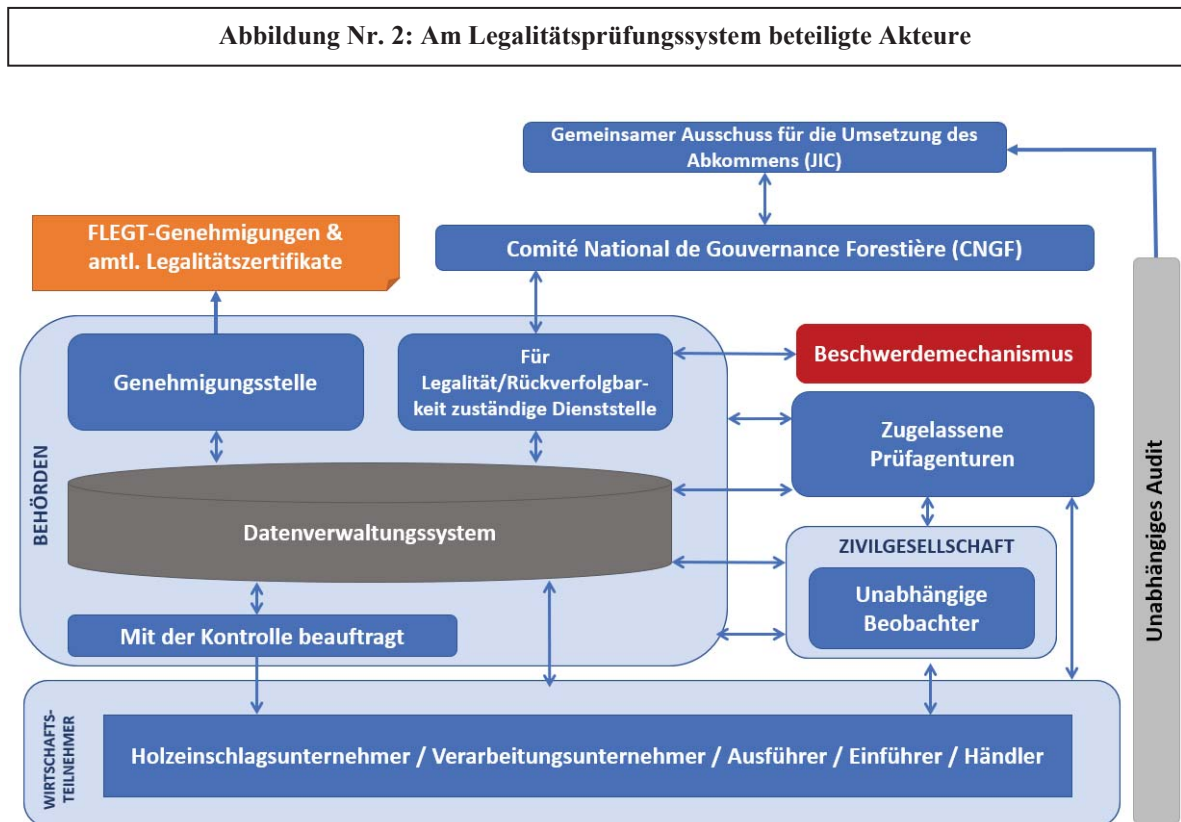 Abbildung Nr. 2: Am Legalitätsprüfungssystem beteiligte Akteure
Gemeinsamer Ausschuss für die Umsetzung des
Abkommens (JIC)
FLEGT-Genehmigungen &
amtl. Legalitätszertifikate
Comité National de Gouvernance Forestière (CNGF)
BEHÖRDEN
Genehmigungsstelle
Für
Legalität/Rückverfolgbar-
keit zuständige Dienststelle
Beschwerdemechanismus
Zugelassene
Prüfagenturen
Datenverwaltungssystem
ZIVILGESELLSCHAFT
Unabhängige
Beobachter
Mit der Kontrolle beauftragt
Unabhängiges Audit
WIRTSCHAFTS-
TEILNEHMER
Holzeinschlagsunternehmer / Verarbeitungsunternehmer / Ausführer / Einführer / Händler